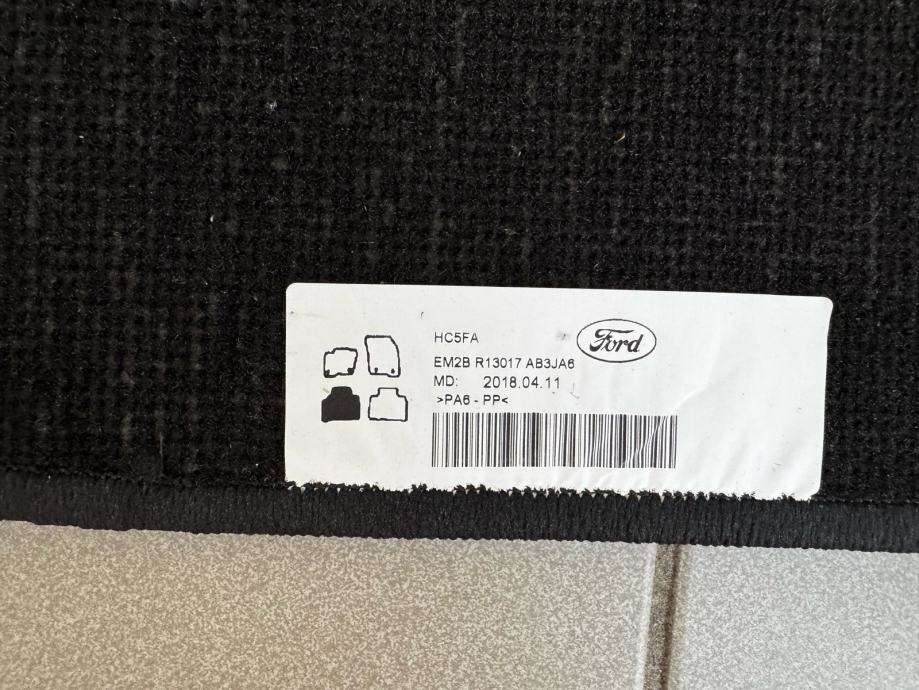 HC5FA
Ford
EM2B R13017 AB3JA6
MD: 2018.04.11
>PA6 - PP<